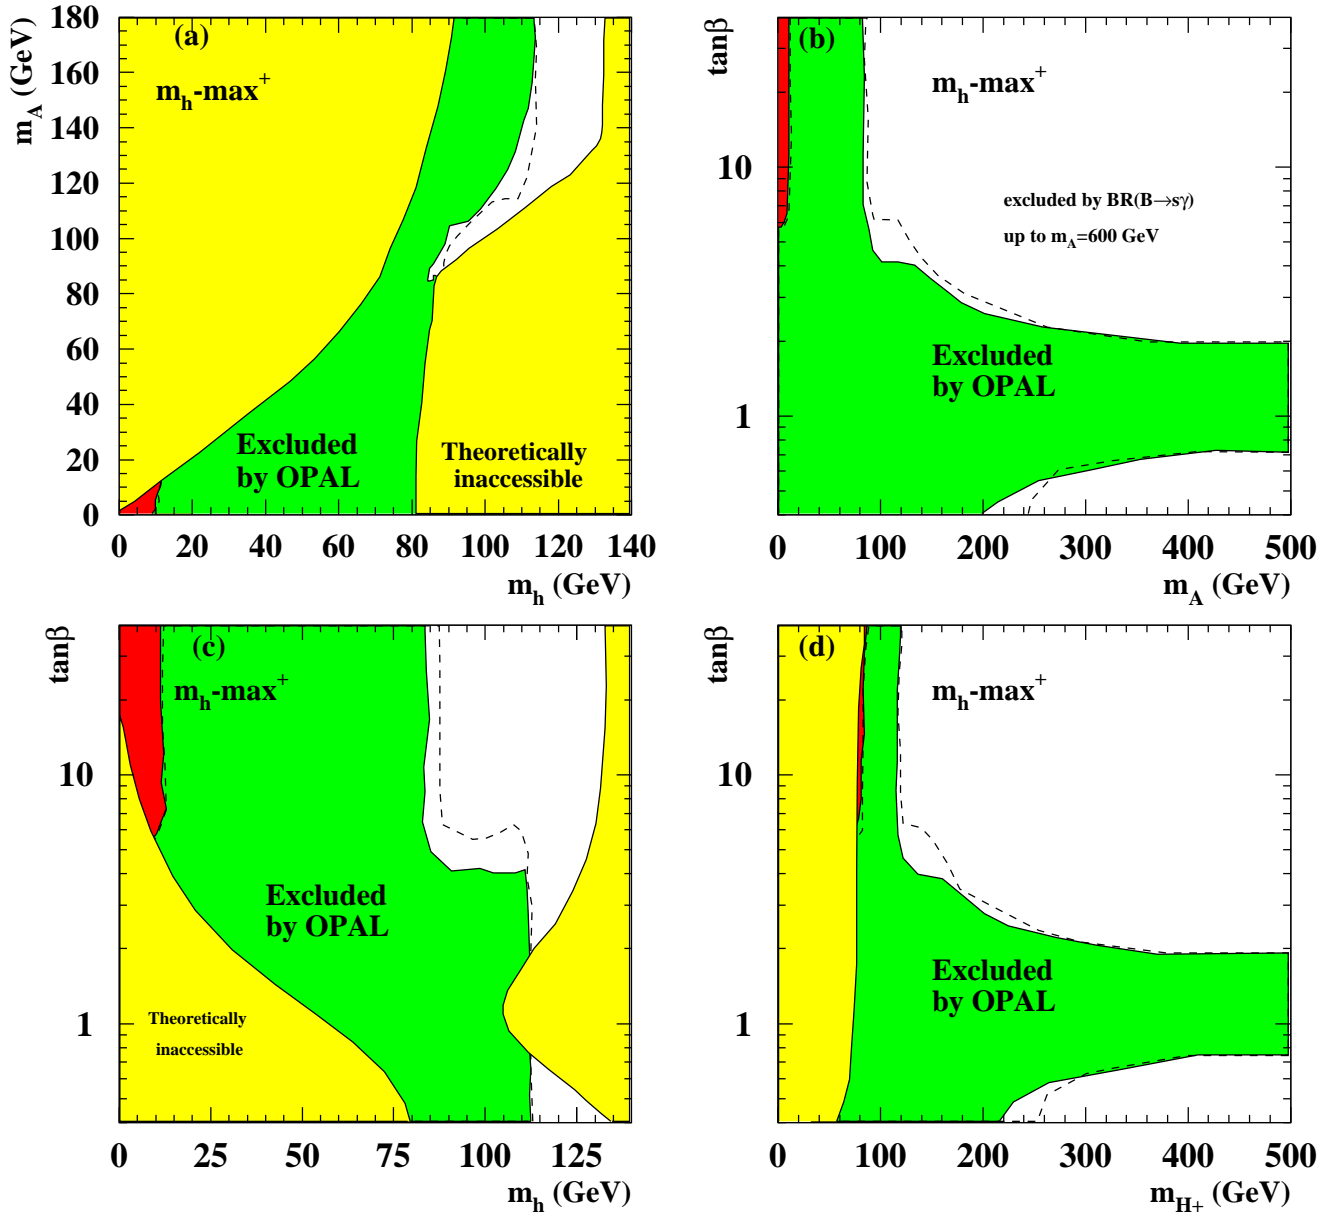 (a)
m_h-max⁺
m_A (GeV)
180
160
140
120
100
80
60
40
20
0
Excluded
by OPAL
Theoretically
inaccessible
0 20 40 60 80 100 120 140
m_h (GeV)
(b)
tanβ
m_h-max⁺
10
1
excluded by BR(B→sγ)
up to m_A=600 GeV
Excluded
by OPAL
0 100 200 300 400 500
m_A (GeV)
(c)
tanβ
m_h-max⁺
10
1
Excluded
by OPAL
Theoretically
inaccessible
0 25 50 75 100 125
m_h (GeV)
(d)
tanβ
m_h-max⁺
10
1
Excluded
by OPAL
0 100 200 300 400 500
m_H+ (GeV)